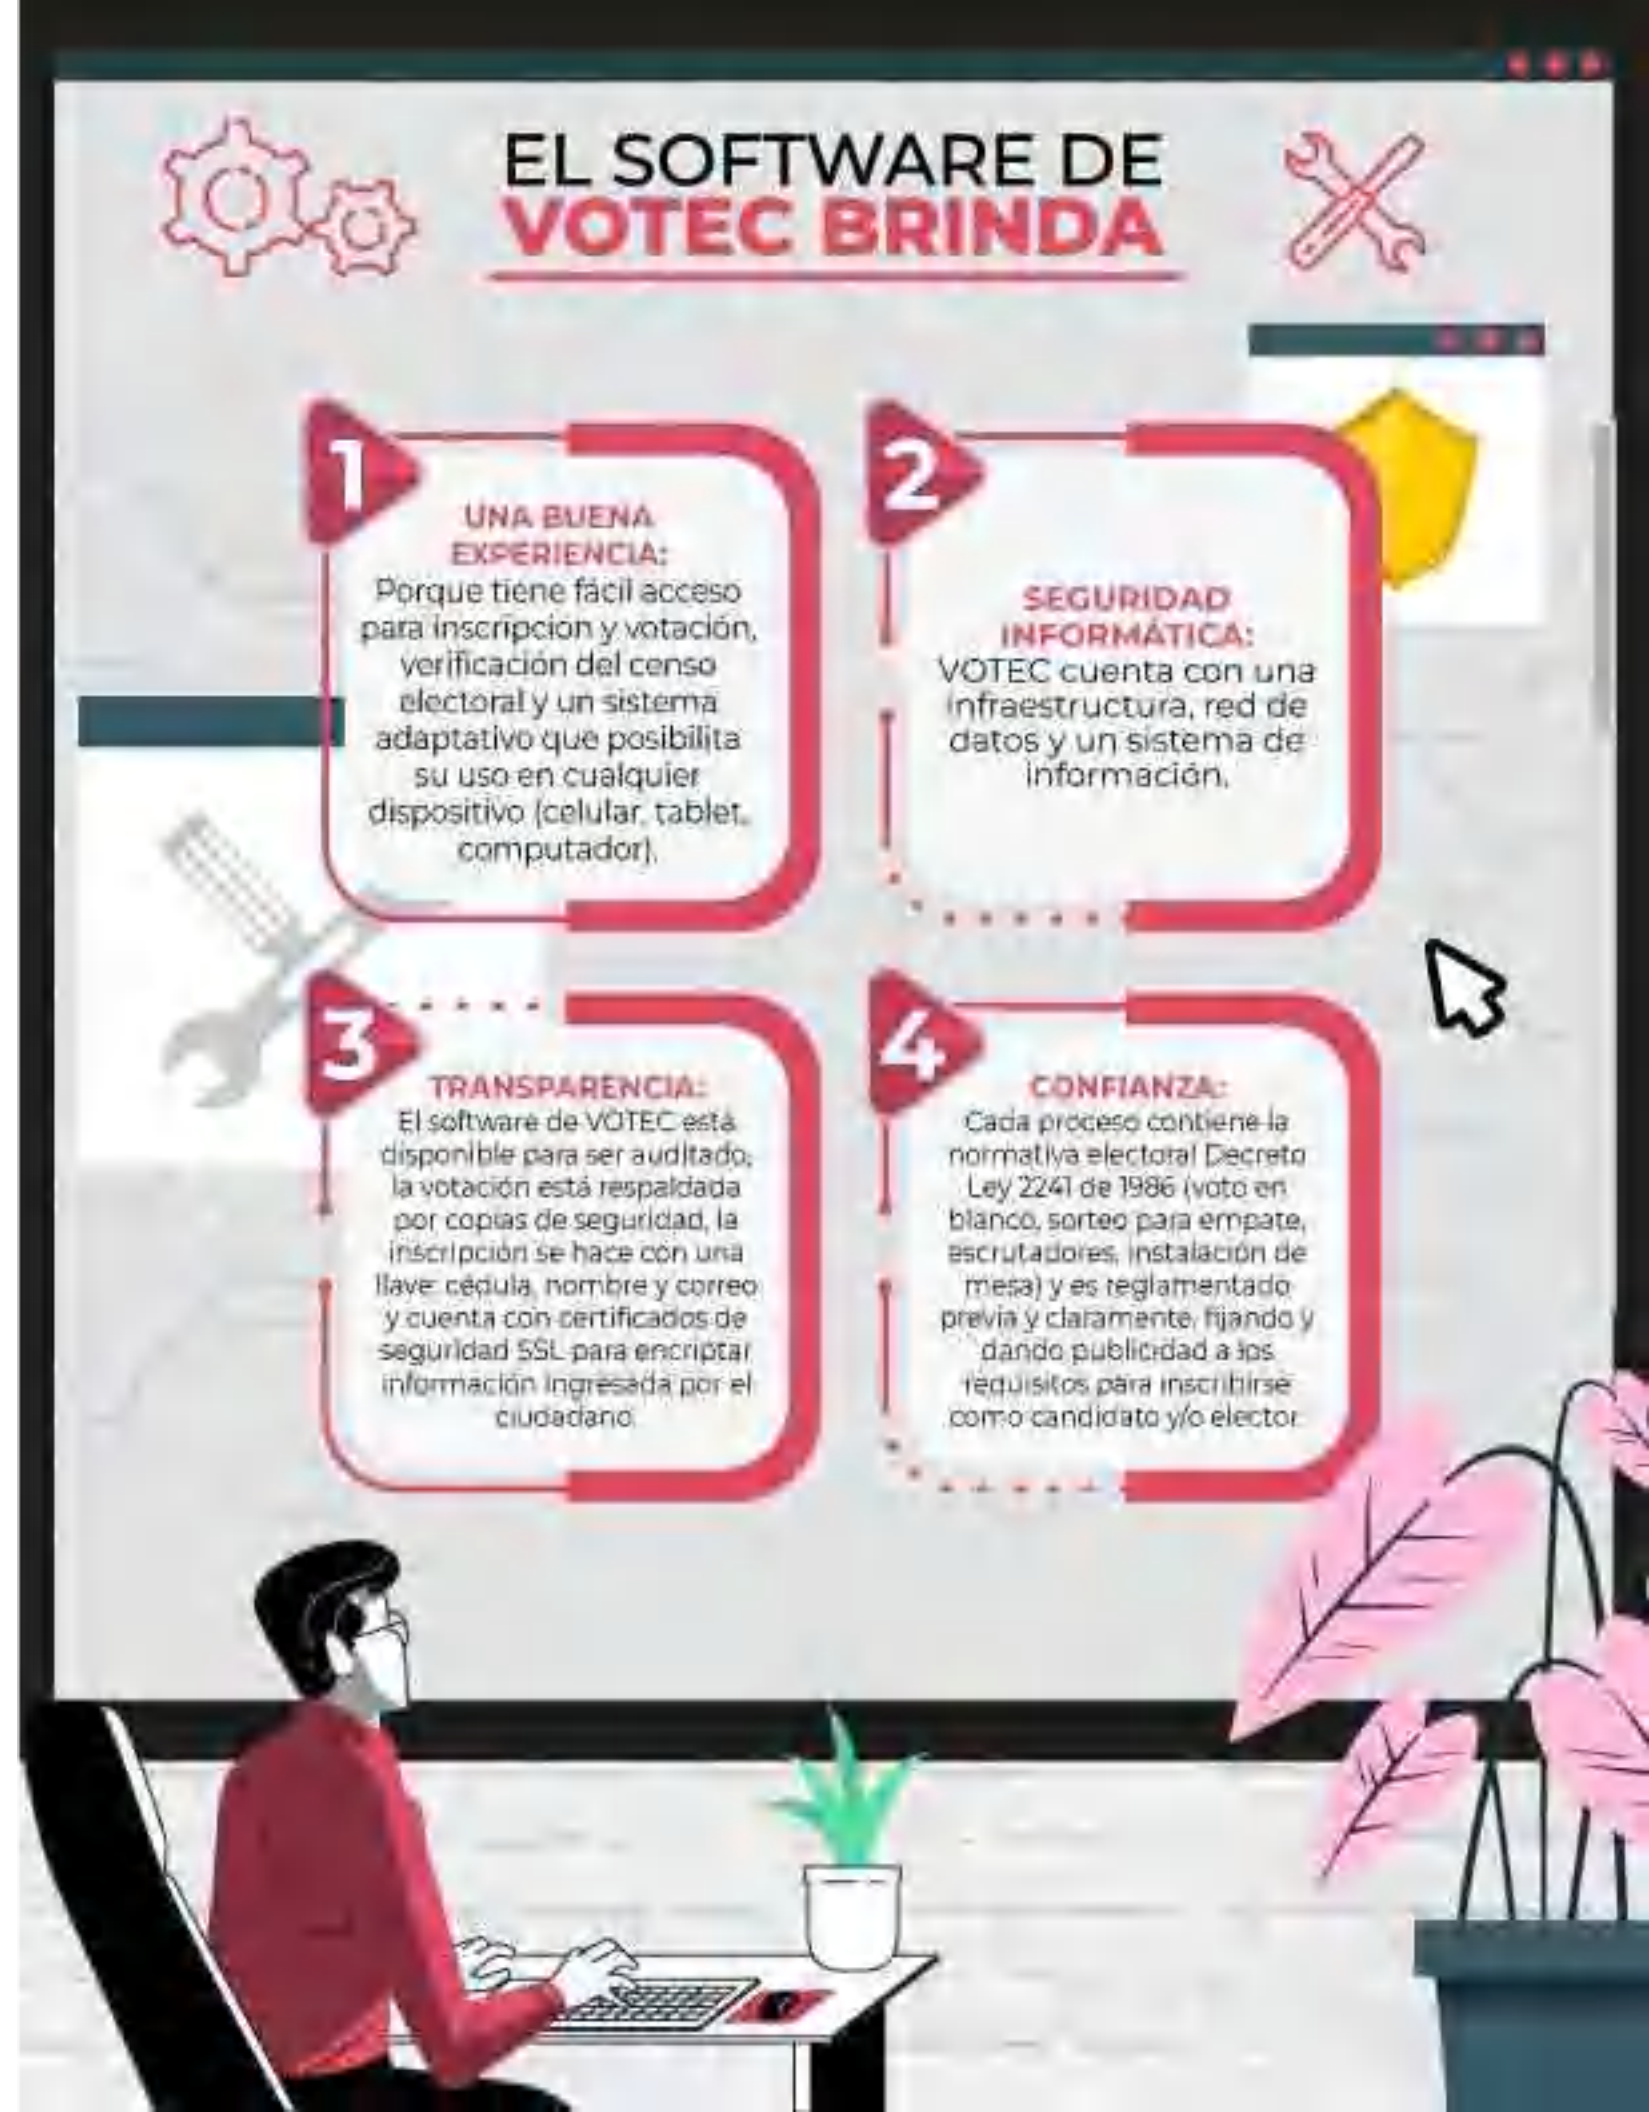 EL SOFTWARE DE
VOTEC BRINDA
1
UNA BUENA
EXPERIENCIA:
Porque tiene fácil acceso
para inscripción y votación,
verificación del censo
electoral y un sistema
adaptativo que posibilita
su uso en cualquier
dispositivo (celular, tablet,
computador).
2
SEGURIDAD
INFORMÁTICA:
VOTEC cuenta con una
infraestructura, red de
datos y un sistema de
información.
3
TRANSPARENCIA:
El software de VOTEC está
disponible para ser auditado,
la votación está respaldada
por copias de seguridad, la
inscripción se hace con una
llave: cédula, nombre y correo
y cuenta con certificados de
seguridad SSL para encriptar
información ingresada por el
ciudadano.
4
CONFIANZA:
Cada proceso contiene la
normativa electoral Decreto
Ley 2241 de 1986 (voto en
blanco, sorteo para empate,
escrutadores, instalación de
mesa) y es reglamentado
previa y claramente, fijando y
dando publicidad a los
requisitos para inscribirse
como candidato y/o elector